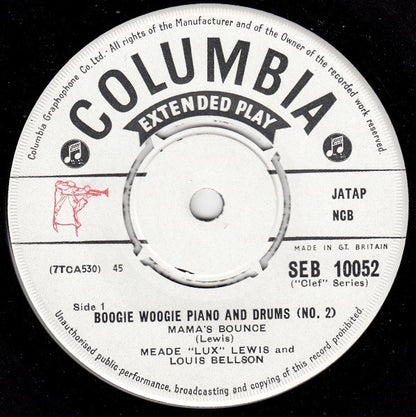 Columbia Graphophone Co. Ltd.- All rights of the Manufacturer and of the Owner of the recorded work reserved.
COLUMBIA
EXTENDED PLAY
JATAP
NCB
MADE IN GT. BRITAIN
(7TCA530) 45
SEB 10052
("Clef" Series)
Side 1
BOOGIE WOOGIE PIANO AND DRUMS (NO. 2)
MAMA'S BOUNCE
(Lewis)
MEADE "LUX" LEWIS and
LOUIS BELLSON
Unauthorised public performance, broadcasting and copying of this record prohibited.